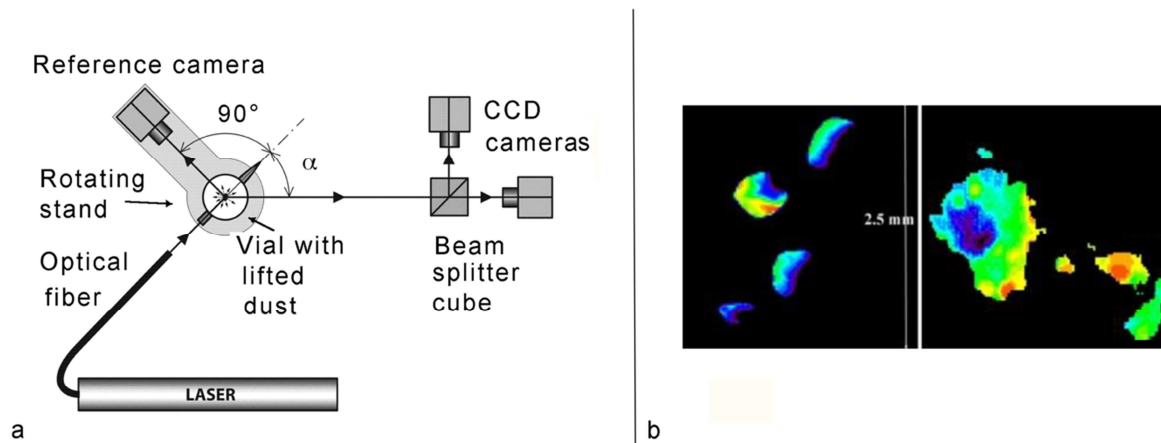 Reference camera
90°
CCD
cameras
α
Rotating
stand
Vial with
lifted
dust
Beam
splitter
cube
Optical
fiber
LASER
a
2.5 mm
b